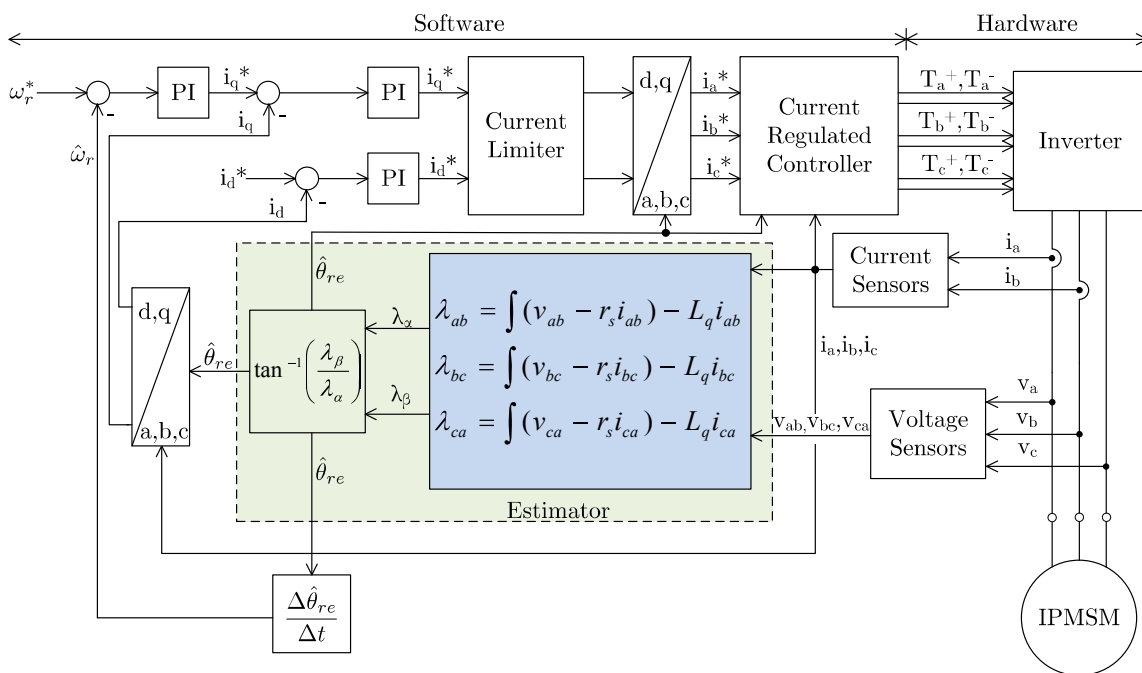 Software
Hardware
ω_r^*
-
PI
i_q*
-
PI
i_q*
i_q
ω̂_r
i_d*
-
PI
i_d*
i_d
Current
Limiter
d,q
a,b,c
i_a*
i_b*
i_c*
Current
Regulated
Controller
T_a^+,T_a^-
T_b^+,T_b^-
T_c^+,T_c^-
Inverter
Current
Sensors
i_a
i_b
i_a,i_b,i_c
θ̂_re
d,q
a,b,c
θ̂_re
tan^-1(λ_β/λ_α)
λ_α
λ_β
λ_ab = ∫(v_ab − r_s i_ab) − L_q i_ab
λ_bc = ∫(v_bc − r_s i_bc) − L_q i_bc
λ_ca = ∫(v_ca − r_s i_ca) − L_q i_ca
v_ab,v_bc,v_ca
Voltage
Sensors
v_a
v_b
v_c
θ̂_re
Estimator
Δθ̂_re
Δt
IPMSM